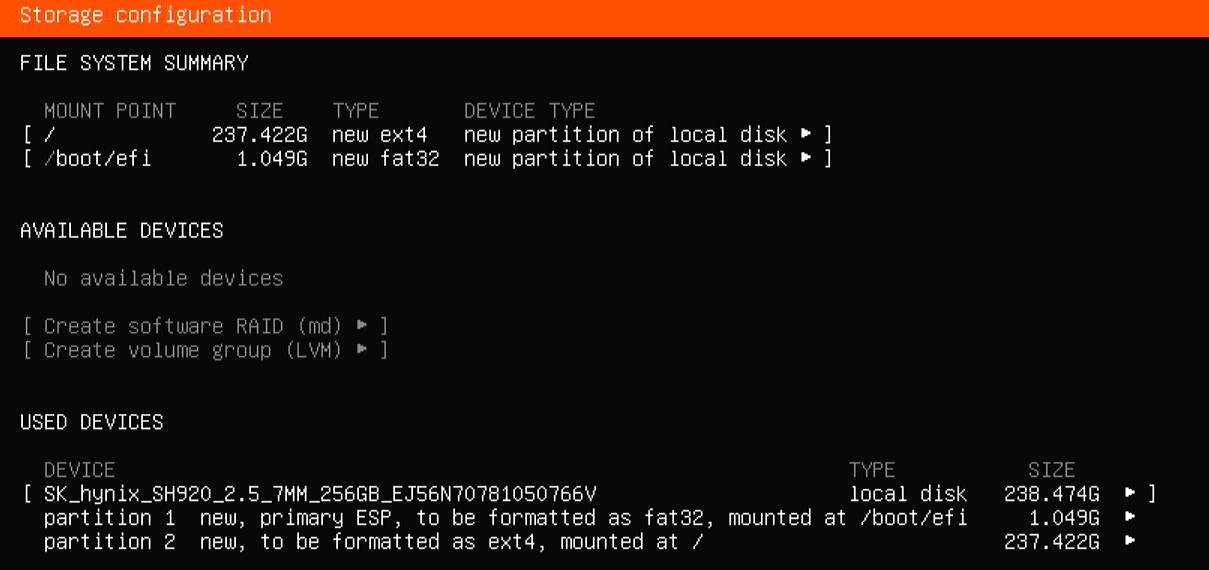 Storage configuration
FILE SYSTEM SUMMARY
MOUNT POINT SIZE TYPE DEVICE TYPE
[ / 237.422G new ext4 new partition of local disk ▸ ]
[ /boot/efi 1.049G new fat32 new partition of local disk ▸ ]
AVAILABLE DEVICES
No available devices
[ Create software RAID (md) ▸ ]
[ Create volume group (LVM) ▸ ]
USED DEVICES
DEVICE TYPE SIZE
[ SK_hynix_SH920_2.5_7MM_256GB_EJ56N70781050766V local disk 238.474G ▸ ]
partition 1 new, primary ESP, to be formatted as fat32, mounted at /boot/efi 1.049G ▸
partition 2 new, to be formatted as ext4, mounted at / 237.422G ▸